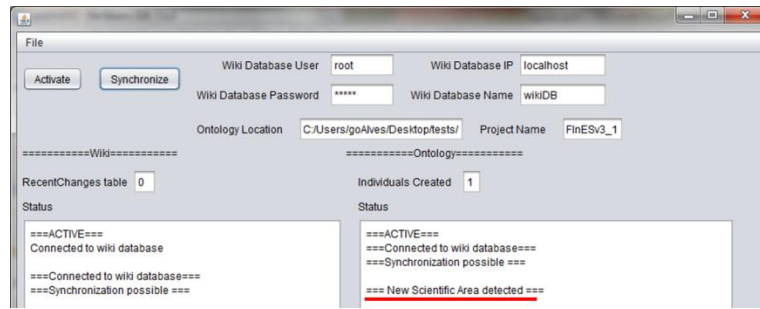 File
Activate
Synchronize
Wiki Database User root Wiki Database IP localhost
Wiki Database Password ***** Wiki Database Name wikiDB
Ontology Location C:/Users/goAlves/Desktop/tests/ Project Name FInESv3_1
===========Wiki===========
===========Ontology===========
RecentChanges table 0
Individuals Created 1
Status
===ACTIVE===
Connected to wiki database
===Connected to wiki database===
===Synchronization possible ===
Status
===ACTIVE===
===Connected to wiki database===
===Synchronization possible ===
=== New Scientific Area detected ===